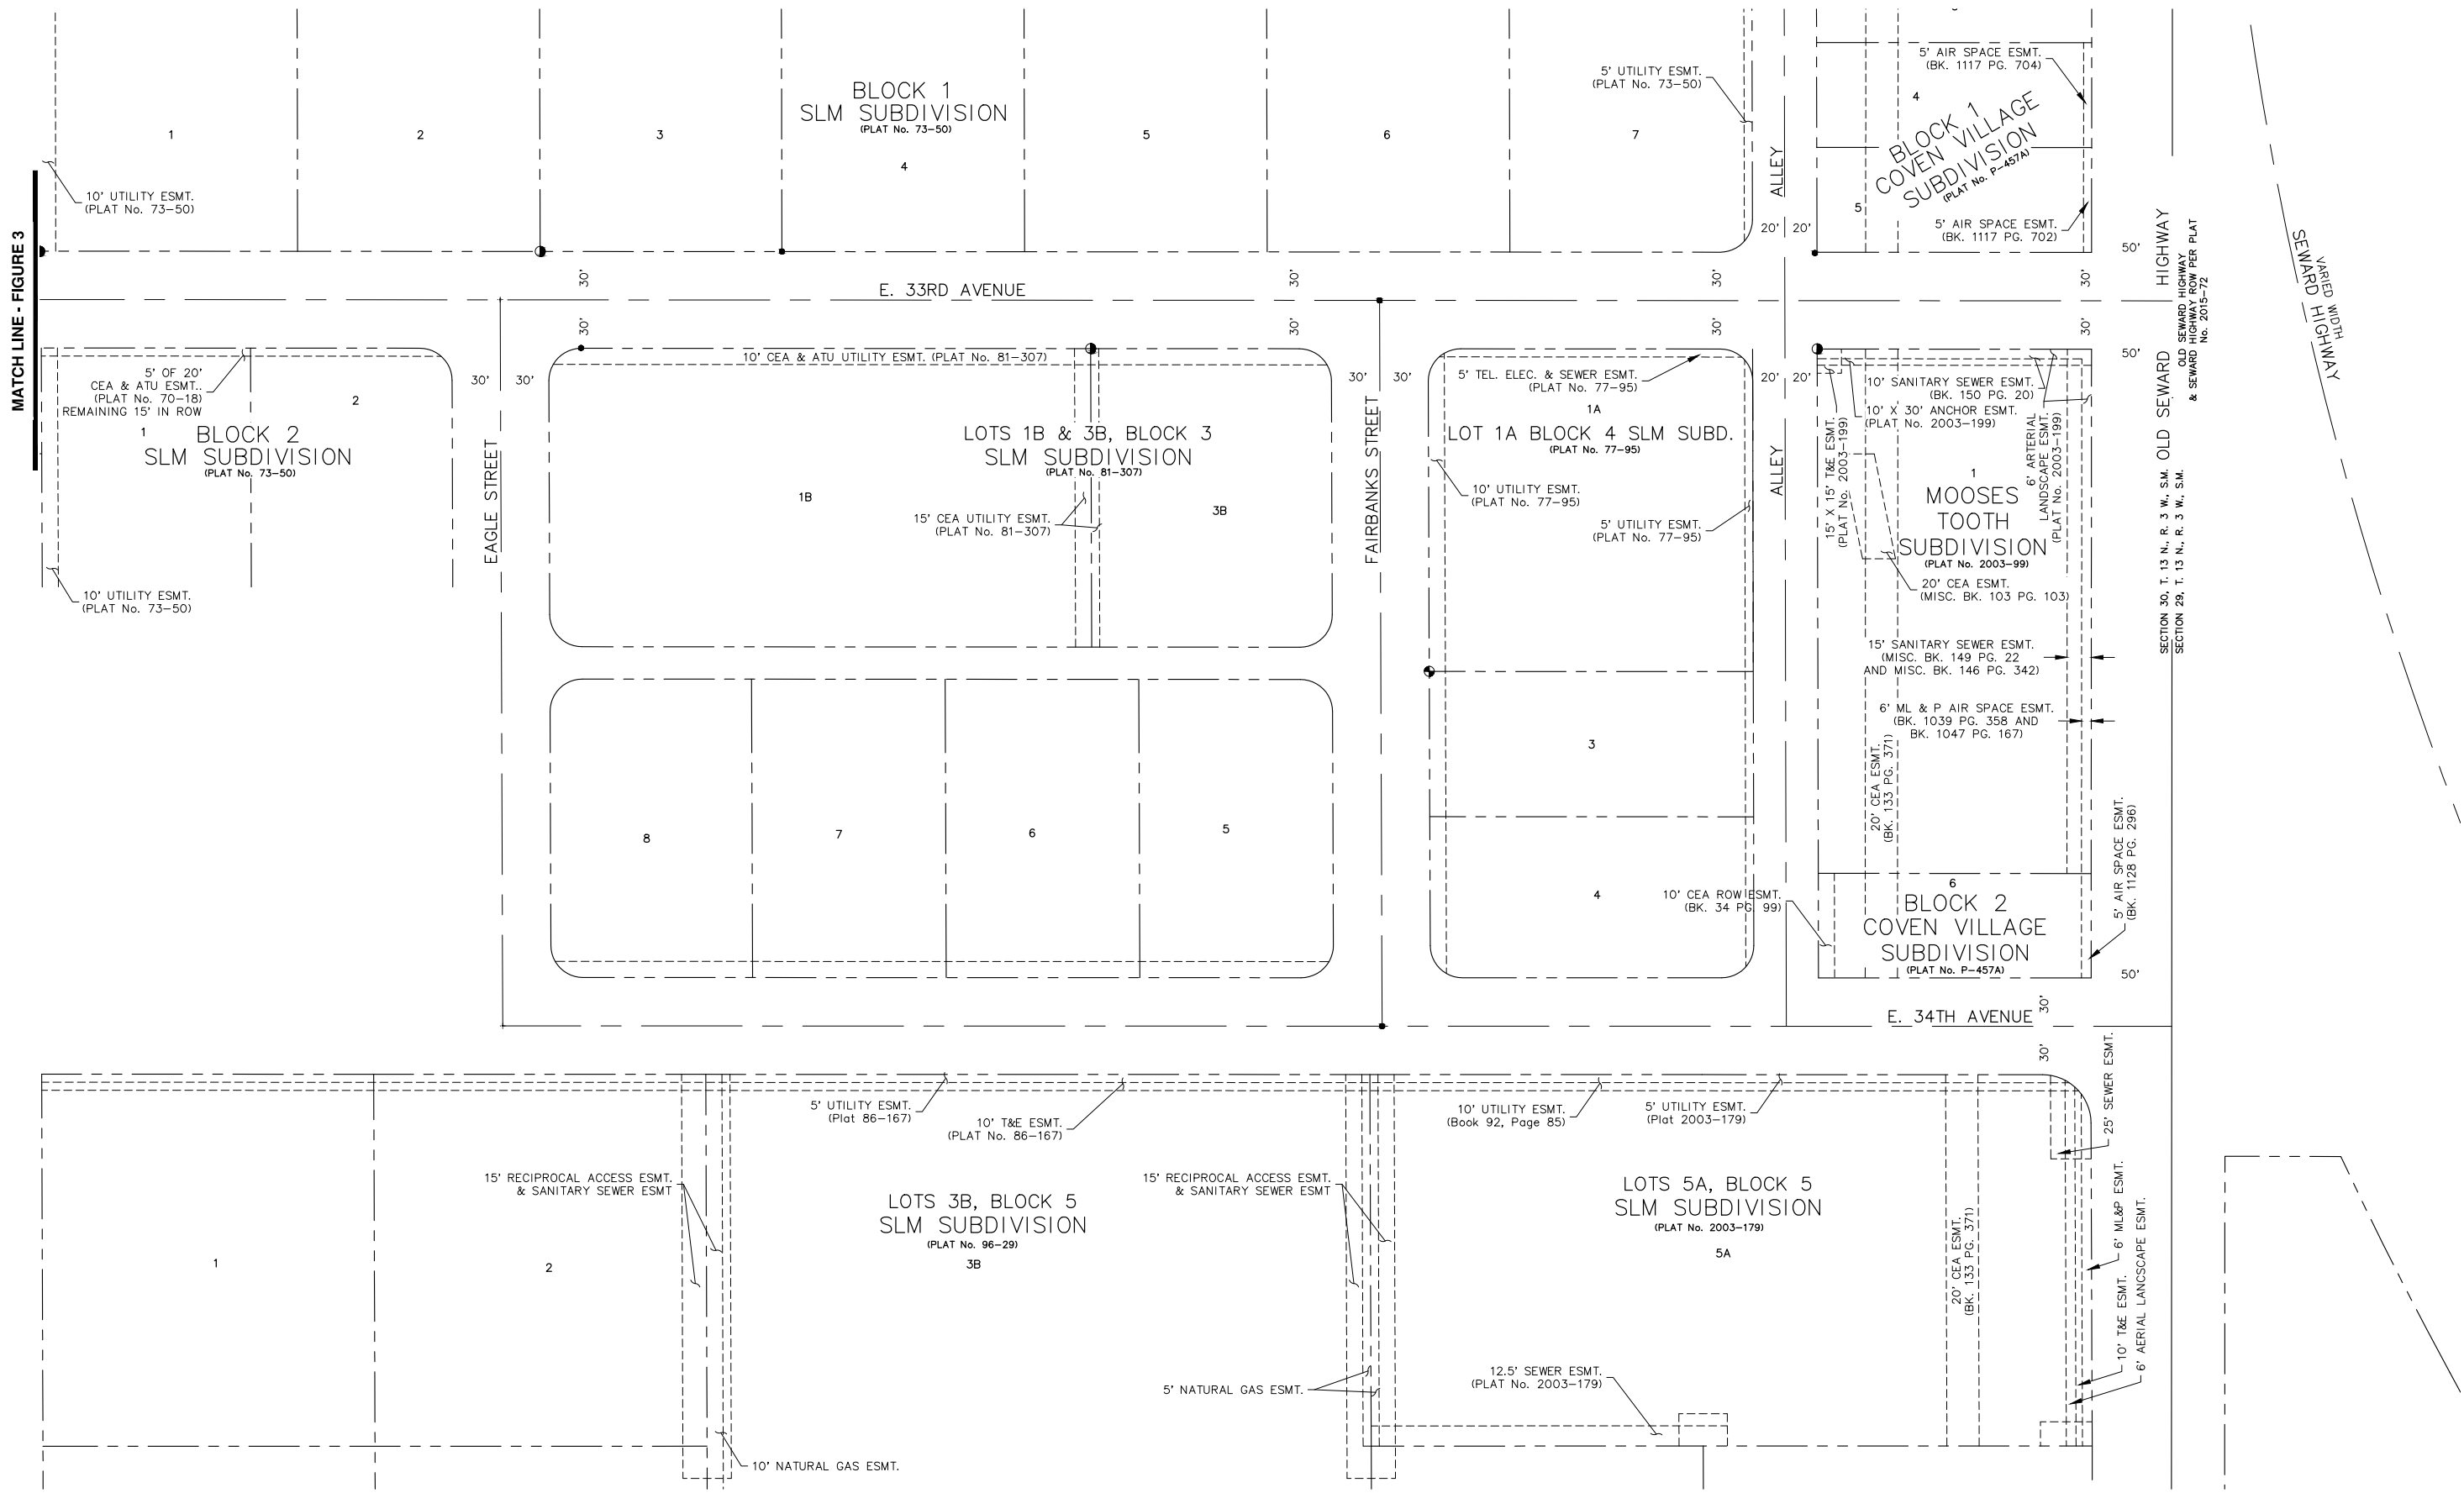 MATCH LINE - FIGURE 3
1
2
3
BLOCK 1
SLM SUBDIVISION
(PLAT No. 73-50)
4
5
6
7
10' UTILITY ESMT.
(PLAT No. 73-50)
5' UTILITY ESMT.
(PLAT No. 73-50)
ALLEY
20'
20'
5' AIR SPACE ESMT.
(BK. 1117 PG. 704)
4
BLOCK 1
COVEN VILLAGE
SUBDIVISION
(PLAT No. P-457A)
5
5' AIR SPACE ESMT.
(BK. 1117 PG. 702)
50'
30'
30'
30'
30'
E. 33RD AVENUE
30'
30'
30'
30'
50'
OLD SEWARD HIGHWAY
OLD SEWARD HIGHWAY
& SEWARD HIGHWAY ROW PER PLAT
No. 2015-72
VARIED WIDTH
SEWARD HIGHWAY
SECTION 30, T. 13 N., R. 3 W., S.M.
SECTION 29, T. 13 N., R. 3 W., S.M.
5' OF 20'
CEA & ATU ESMT..
(PLAT No. 70-18)
REMAINING 15' IN ROW
1
2
BLOCK 2
SLM SUBDIVISION
(PLAT No. 73-50)
10' UTILITY ESMT.
(PLAT No. 73-50)
30'
30'
EAGLE STREET
10' CEA & ATU UTILITY ESMT. (PLAT No. 81-307)
LOTS 1B & 3B, BLOCK 3
SLM SUBDIVISION
(PLAT No. 81-307)
1B
3B
15' CEA UTILITY ESMT.
(PLAT No. 81-307)
30'
30'
FAIRBANKS STREET
5' TEL. ELEC. & SEWER ESMT.
(PLAT No. 77-95)
1A
LOT 1A BLOCK 4 SLM SUBD.
(PLAT No. 77-95)
10' UTILITY ESMT.
(PLAT No. 77-95)
5' UTILITY ESMT.
(PLAT No. 77-95)
20'
20'
ALLEY
10' SANITARY SEWER ESMT.
(BK. 150 PG. 20)
10' X 30' ANCHOR ESMT.
(PLAT No. 2003-199)
15' X 15' T&E ESMT.
(PLAT No. 2003-199)
6' ARTERIAL
LANDSCAPE ESMT.
(PLAT No. 2003-199)
1
MOOSES
TOOTH
SUBDIVISION
(PLAT No. 2003-99)
20' CEA ESMT.
(MISC. BK. 103 PG. 103)
15' SANITARY SEWER ESMT.
(MISC. BK. 149 PG. 22
AND MISC. BK. 146 PG. 342)
6' ML & P AIR SPACE ESMT.
(BK. 1039 PG. 358 AND
BK. 1047 PG. 167)
20' CEA ESMT.
(BK. 133 PG. 371)
5' AIR SPACE ESMT.
(BK. 1128 PG. 296)
8
7
6
5
3
4
10' CEA ROW ESMT.
(BK. 34 PG. 99)
6
BLOCK 2
COVEN VILLAGE
SUBDIVISION
(PLAT No. P-457A)
50'
E. 34TH AVENUE
30'
30'
5' UTILITY ESMT.
(Plat 86-167)
10' T&E ESMT.
(PLAT No. 86-167)
10' UTILITY ESMT.
(Book 92, Page 85)
5' UTILITY ESMT.
(Plat 2003-179)
25' SEWER ESMT.
15' RECIPROCAL ACCESS ESMT.
& SANITARY SEWER ESMT
15' RECIPROCAL ACCESS ESMT.
& SANITARY SEWER ESMT
1
2
LOTS 3B, BLOCK 5
SLM SUBDIVISION
(PLAT No. 96-29)
3B
LOTS 5A, BLOCK 5
SLM SUBDIVISION
(PLAT No. 2003-179)
5A
20' CEA ESMT.
(BK. 133 PG. 371)
6' ML&P ESMT.
10' T&E ESMT.
6' AERIAL LANCSCAPE ESMT.
5' NATURAL GAS ESMT.
12.5' SEWER ESMT.
(PLAT No. 2003-179)
10' NATURAL GAS ESMT.